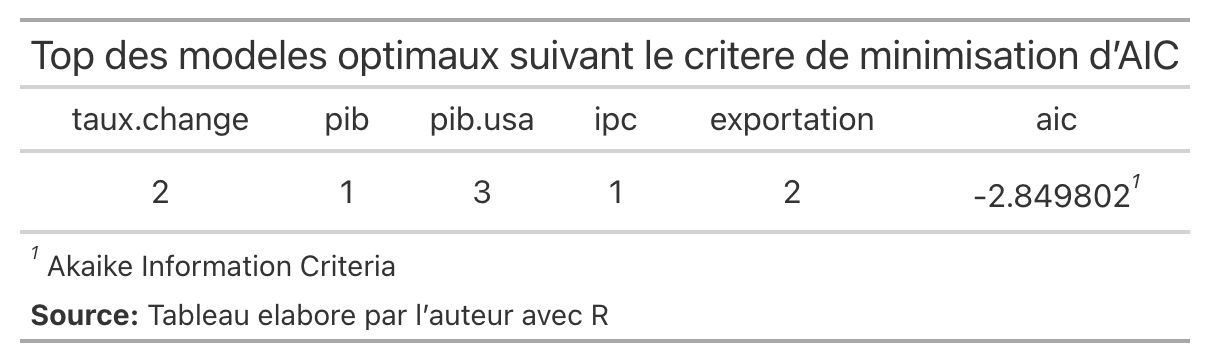 Top des modeles optimaux suivant le critere de minimisation d’AIC
taux.change pib pib.usa ipc exportation aic
2 1 3 1 2 -2.849802¹
¹ Akaike Information Criteria
Source: Tableau elabore par l’auteur avec R